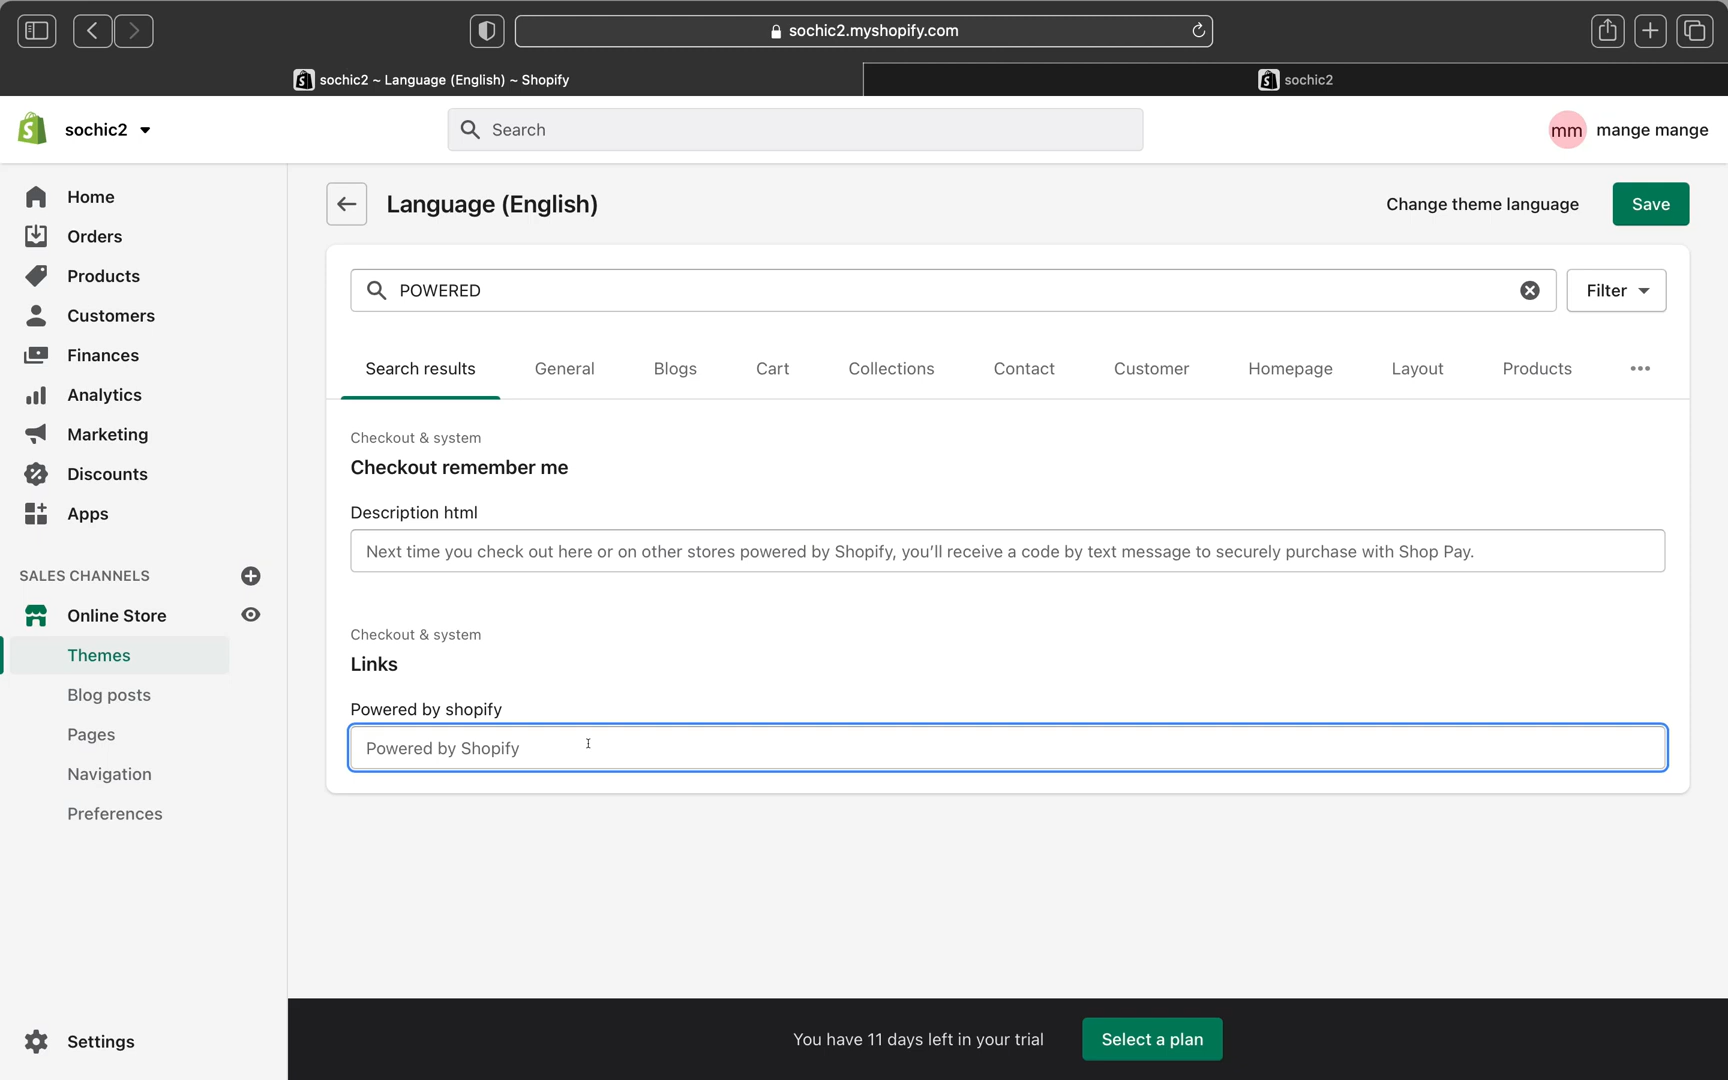 sochic2.myshopify.com
sochic2 ~ Language (English) ~ Shopify
sochic2
sochic2
Search
mm
mange mange
Home
Orders
Products
Customers
Finances
Analytics
Marketing
Discounts
Apps
SALES CHANNELS
Online Store
Themes
Blog posts
Pages
Navigation
Preferences
Settings
Language (English)
Change theme language
Save
POWERED
Filter
Search results
General
Blogs
Cart
Collections
Contact
Customer
Homepage
Layout
Products
Checkout & system
Checkout remember me
Description html
Next time you check out here or on other stores powered by Shopify, you’ll receive a code by text message to securely purchase with Shop Pay.
Checkout & system
Links
Powered by shopify
Powered by Shopify
You have 11 days left in your trial
Select a plan